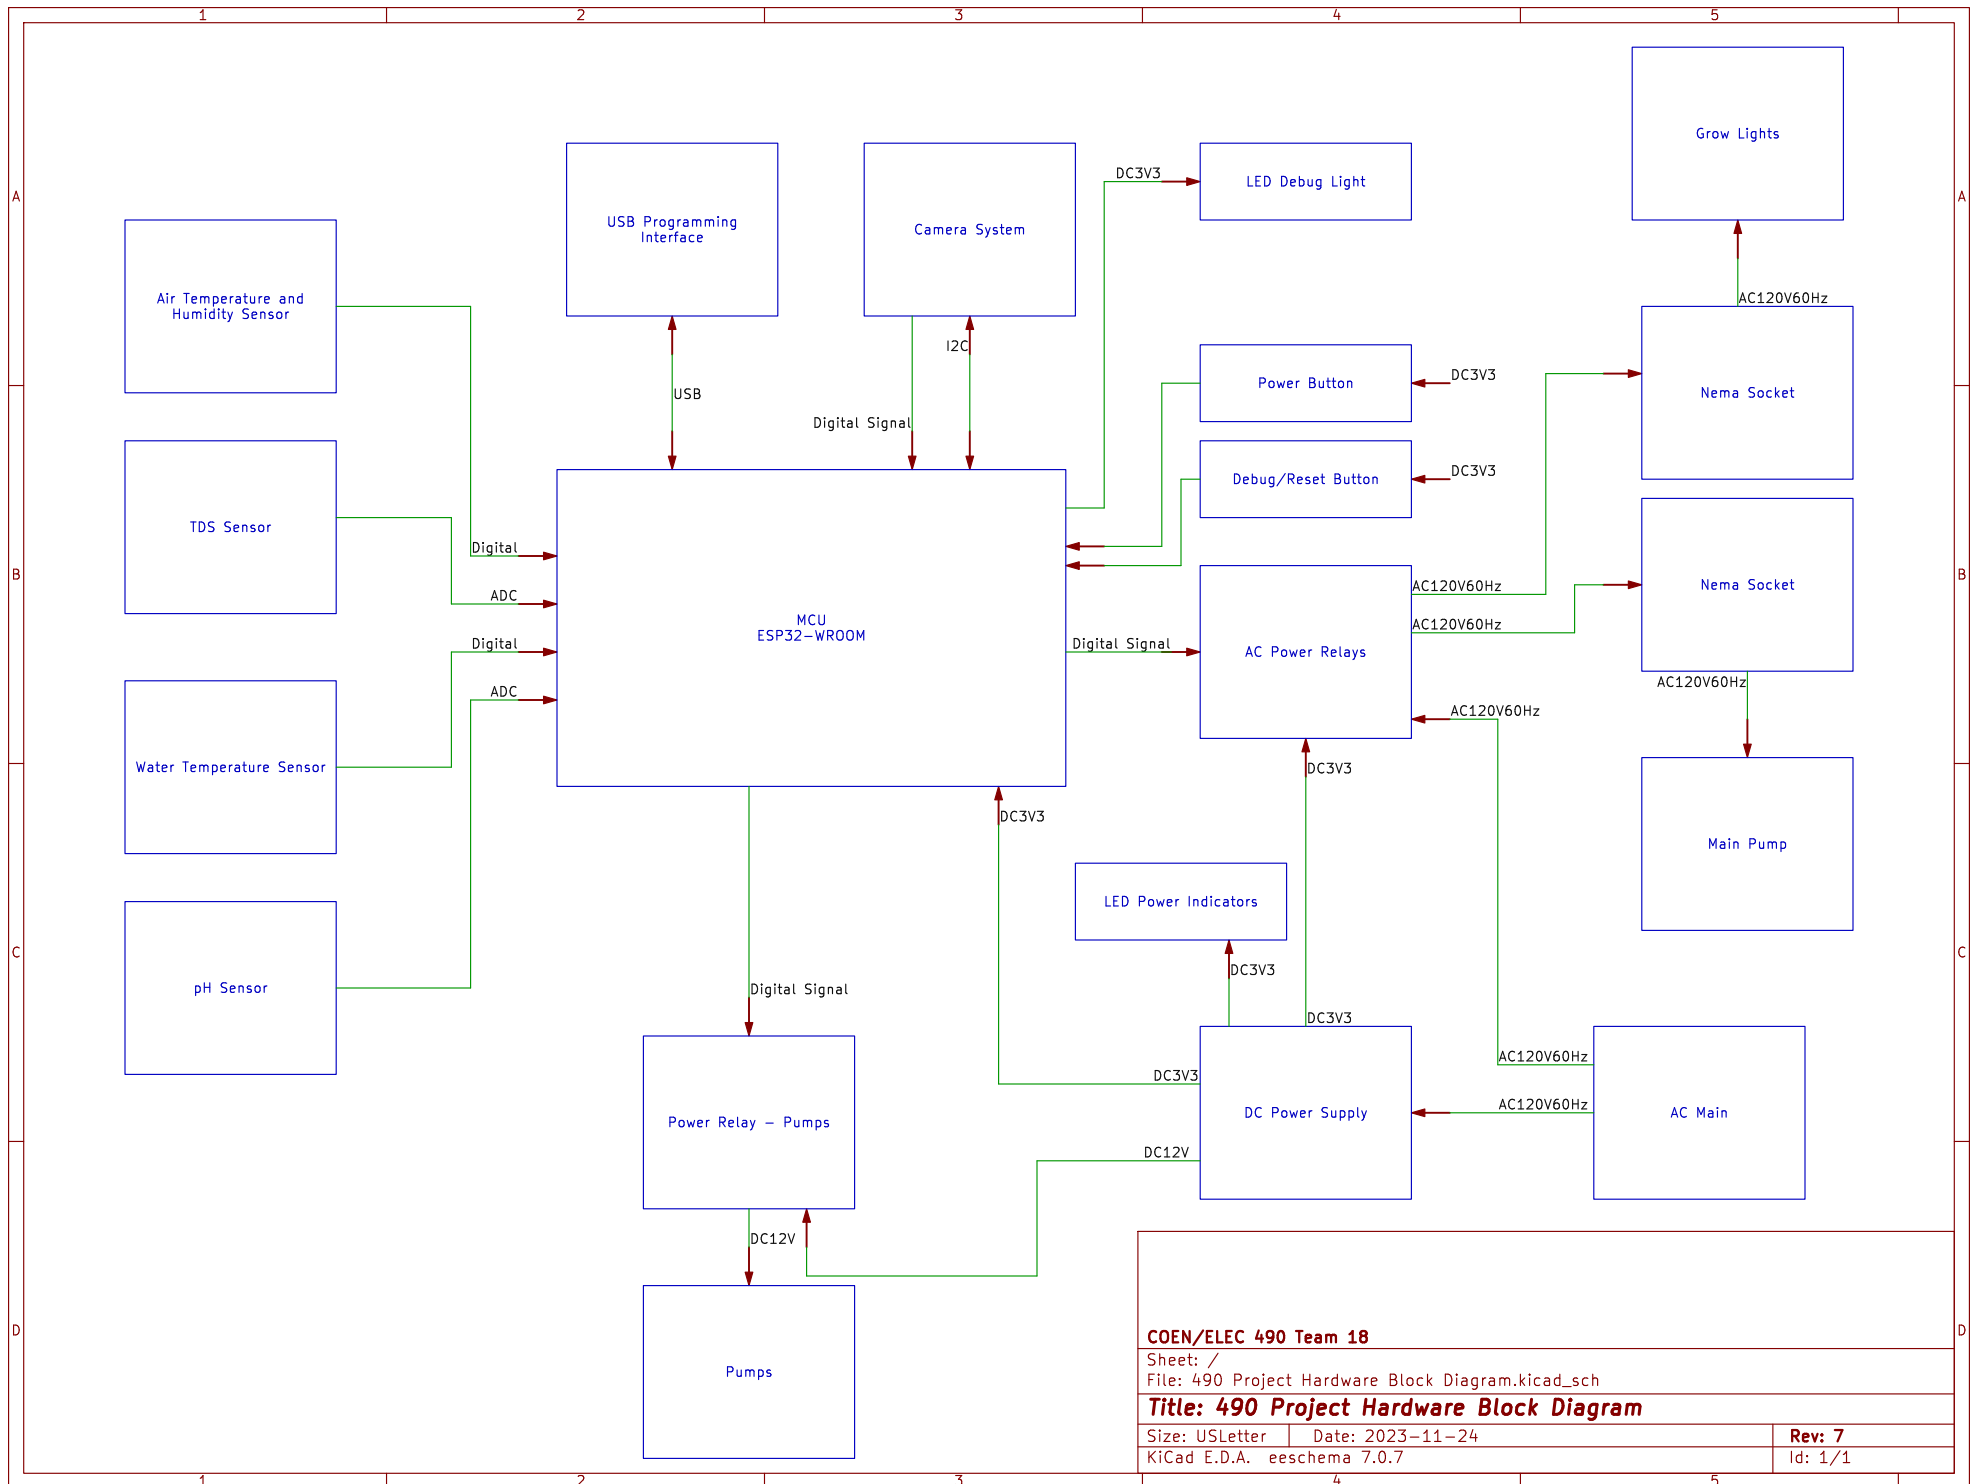 1
2
3
4
5
A
A
B
B
C
C
D
D
Grow Lights
USB Programming
Interface
Camera System
DC3V3
LED Debug Light
Air Temperature and
Humidity Sensor
AC120V60Hz
I2C
USB
Digital Signal
Power Button
DC3V3
Nema Socket
Debug/Reset Button
DC3V3
TDS Sensor
Digital
ADC
Digital
ADC
MCU
ESP32-WROOM
Digital Signal
AC Power Relays
AC120V60Hz
AC120V60Hz
Nema Socket
AC120V60Hz
AC120V60Hz
DC3V3
Water Temperature Sensor
DC3V3
Main Pump
LED Power Indicators
DC3V3
pH Sensor
Digital Signal
DC3V3
DC3V3
DC12V
DC Power Supply
AC120V60Hz
AC120V60Hz
AC Main
Power Relay - Pumps
DC12V
Pumps
COEN/ELEC 490 Team 18
Sheet: /
File: 490 Project Hardware Block Diagram.kicad_sch
Title: 490 Project Hardware Block Diagram
Size: USLetter
Date: 2023-11-24
Rev: 7
KiCad E.D.A. eeschema 7.0.7
Id: 1/1
1
2
3
4
5